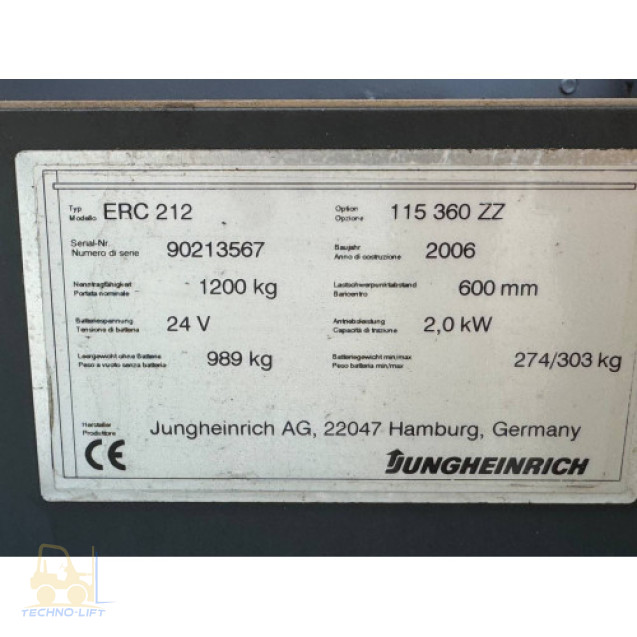 Typ
Modello ERC 212
Option
Opzione 115 360 ZZ
Serial-Nr.
Numero di serie 90213567
Baujahr
Anno di costruzione 2006
Nenntragfähigkeit
Portata nominale 1200 kg
Lastschwerpunktabstand
Baricentro 600 mm
Batteriespannung
Tensione di batteria 24 V
Antriebsleistung
Capacità di trazione 2,0 kW
Leergewicht ohne Batterie
Peso a vuoto senza batteria 989 kg
Batteriegewicht min/max
Peso batteria min/max 274/303 kg
Hersteller
Produttore Jungheinrich AG, 22047 Hamburg, Germany
CE JUNGHEINRICH
TECHNO-LIFT